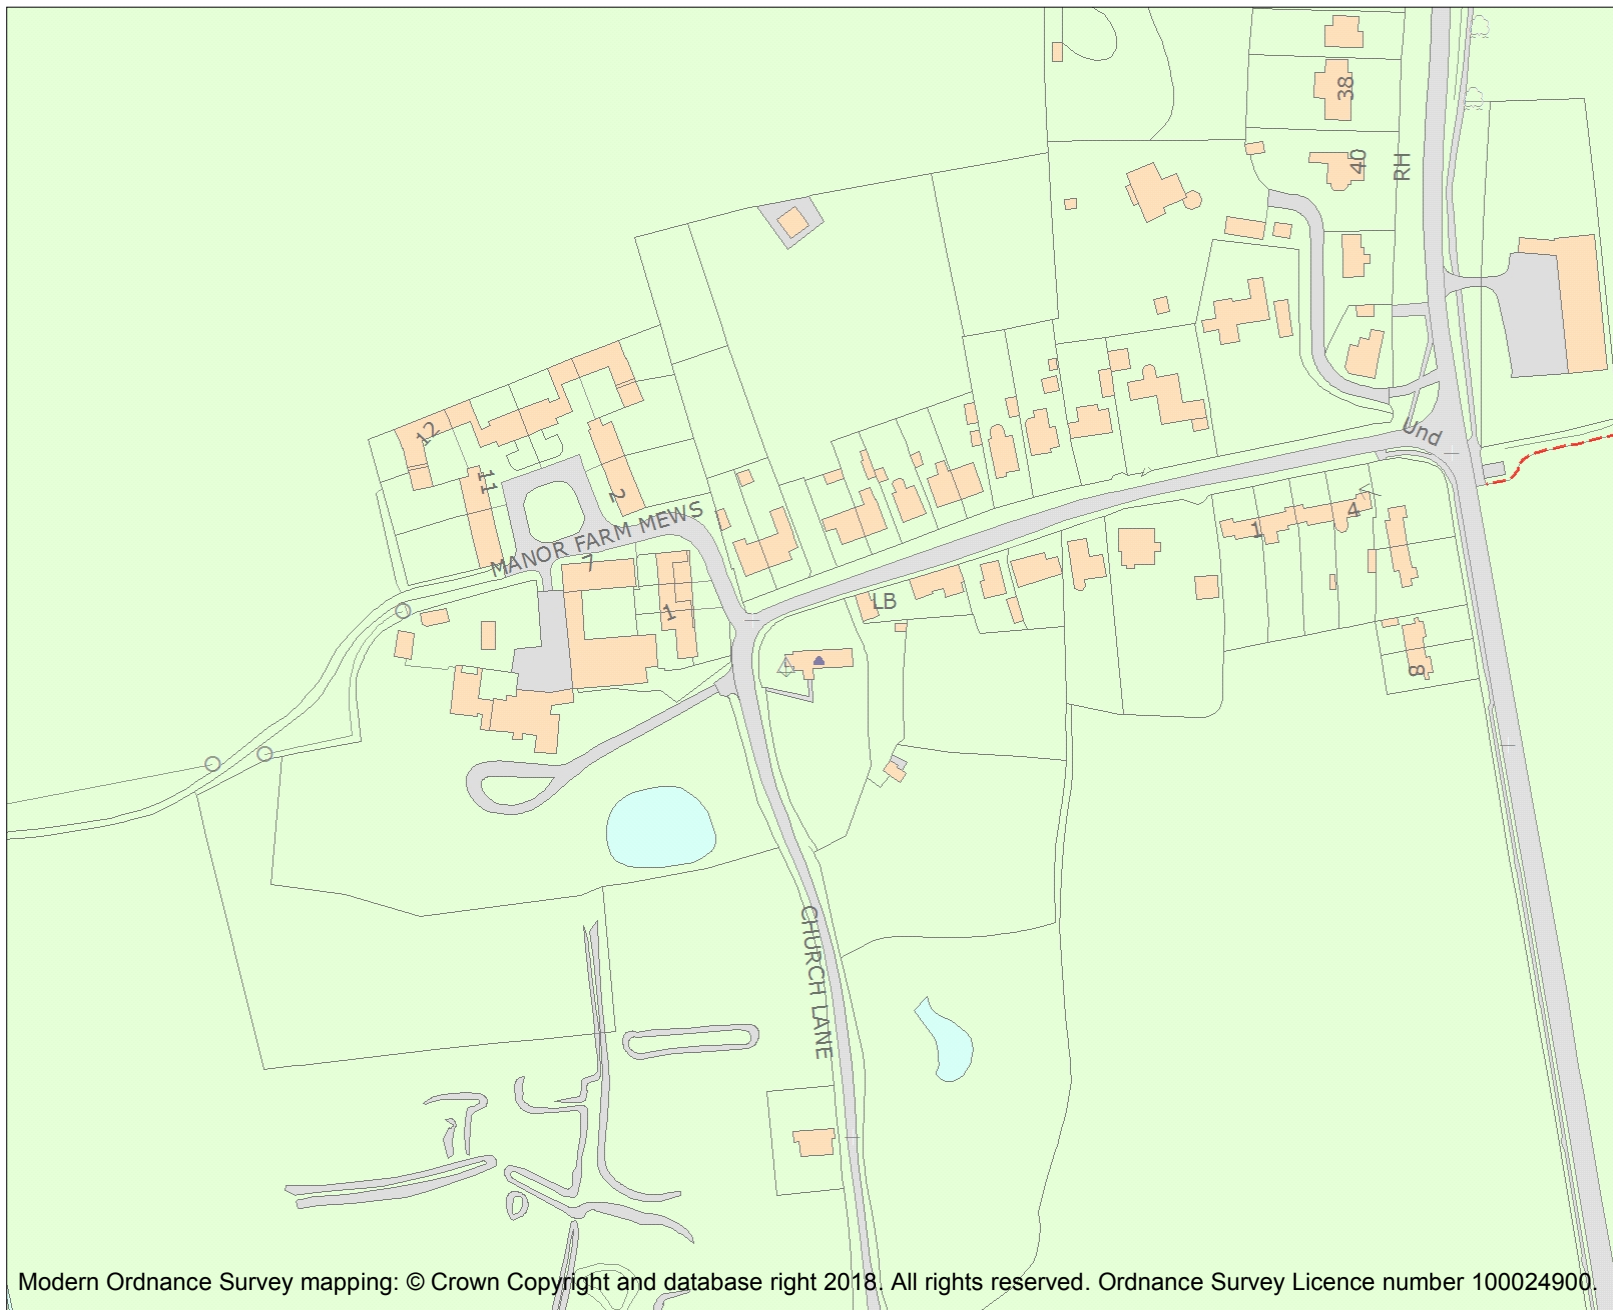 38
40
RH
Und
12
11
2
MANOR FARM MEWS
7
1
LB
1
4
8
CHURCH LANE
Modern Ordnance Survey mapping: © Crown Copyright and database right 2018. All rights reserved. Ordnance Survey Licence number 100024900.